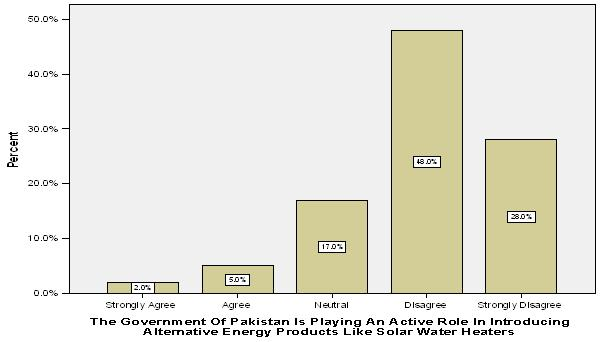 50.0%
40.0%
30.0%
20.0%
10.0%
0.0%
Percent
48.0%
28.0%
17.0%
5.0%
2.0%
Strongly Agree Agree Neutral Disagree Strongly Disagree
The Government Of Pakistan Is Playing An Active Role In Introducing
Alternative Energy Products Like Solar Water Heaters